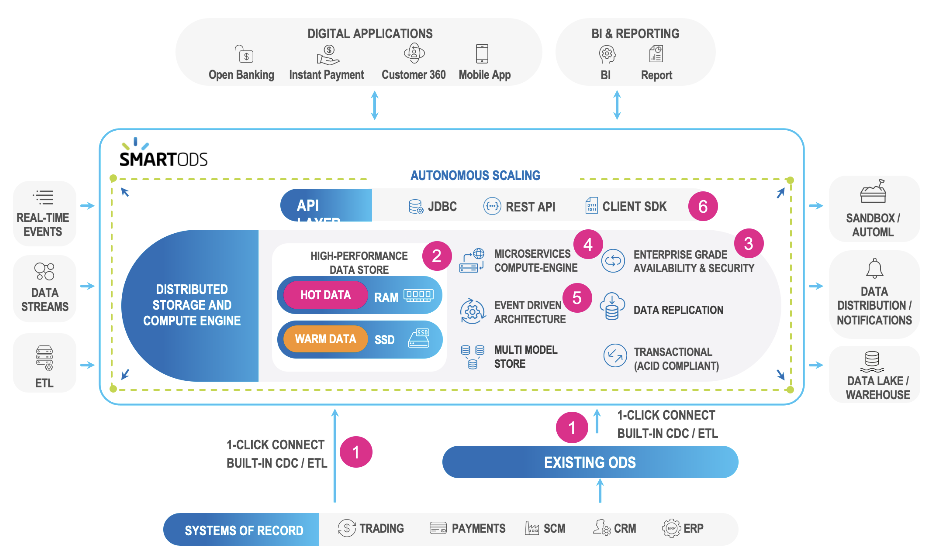 DIGITAL APPLICATIONS
Open Banking
Instant Payment
Customer 360
Mobile App
BI & REPORTING
BI
Report
SMARTODS
AUTONOMOUS SCALING
API
LAYER
JDBC
REST API
CLIENT SDK
6
REAL-TIME
EVENTS
DATA
STREAMS
ETL
DISTRIBUTED
STORAGE AND
COMPUTE ENGINE
HIGH-PERFORMANCE
DATA STORE
2
HOT DATA
RAM
WARM DATA
SSD
SSD
MICROSERVICES
COMPUTE-ENGINE
4
ENTERPRISE GRADE
AVAILABILITY & SECURITY
3
EVENT DRIVEN
ARCHITECTURE
5
DATA REPLICATION
MULTI MODEL
STORE
TRANSACTIONAL
(ACID COMPLIANT)
SANDBOX /
AUTOML
DATA
DISTRIBUTION /
NOTIFICATIONS
DATA LAKE /
WAREHOUSE
1-CLICK CONNECT
BUILT-IN CDC / ETL
1
1
1-CLICK CONNECT
BUILT-IN CDC / ETL
EXISTING ODS
SYSTEMS OF RECORD
TRADING
PAYMENTS
SCM
CRM
ERP